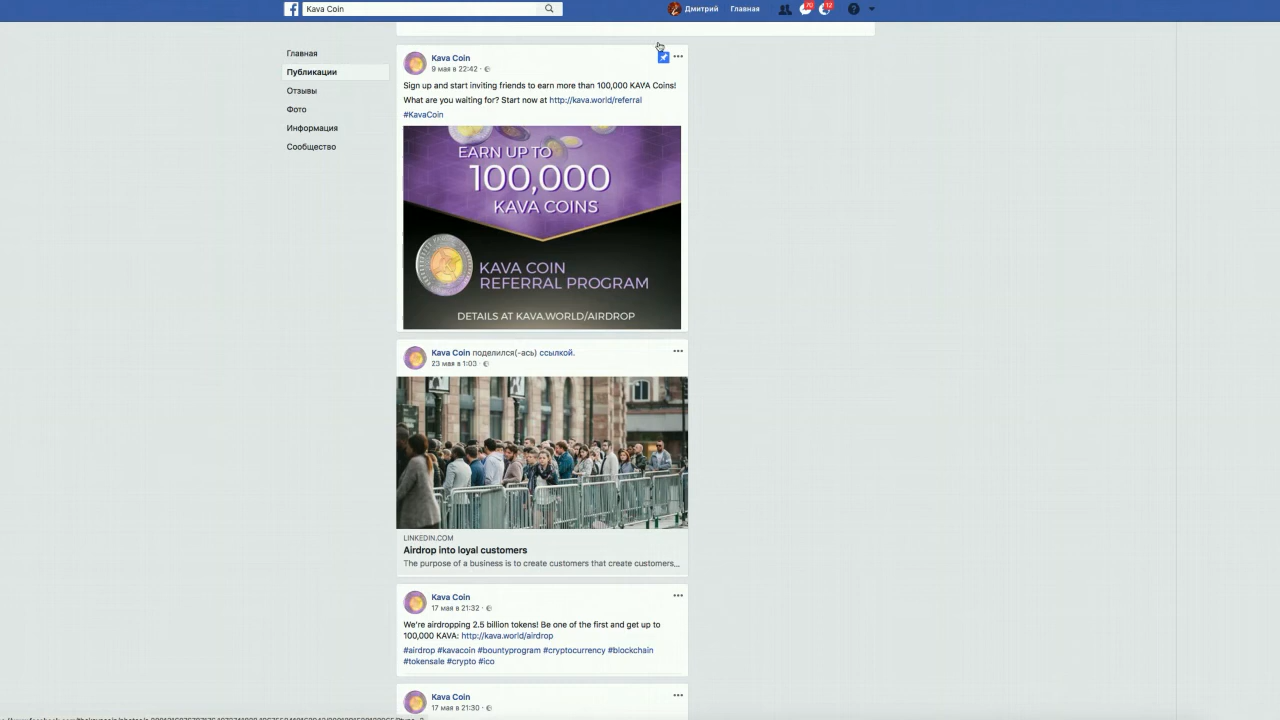 Kava Coin
Дмитрий
Главная
70
12
Главная
Публикации
Отзывы
Фото
Информация
Сообщество
Kava Coin
9 мая в 22:42 ·
Sign up and start inviting friends to earn more than 100,000 KAVA Coins!
What are you waiting for? Start now at http://kava.world/referral
#KavaCoin
EARN UP TO
100,000
KAVA COINS
KAVA COIN
REFERRAL PROGRAM
DETAILS AT KAVA.WORLD/AIRDROP
Kava Coin поделился(-ась) ссылкой.
23 мая в 1:03 ·
LINKEDIN.COM
Airdrop into loyal customers
The purpose of a business is to create customers that create customers...
Kava Coin
17 мая в 21:32 ·
We're airdropping 2.5 billion tokens! Be one of the first and get up to
100,000 KAVA: http://kava.world/airdrop
#airdrop #kavacoin #bountyprogram #cryptocurrency #blockchain
#tokensale #crypto #ico
Kava Coin
17 мая в 21:30 ·